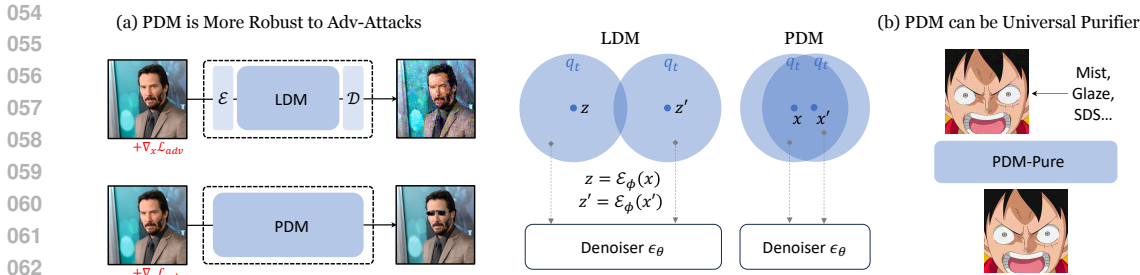 054
055
056
057
058
059
060
061
062
(a) PDM is More Robust to Adv-Attacks
ℰ
LDM
𝒟
+∇ₓℒ_adv
PDM
LDM
q_t
q_t
z
z′
z = ℰ_ϕ(x)
z′ = ℰ_ϕ(x′)
Denoiser ϵ_θ
PDM
q_t
q_t
x
x′
Denoiser ϵ_θ
(b) PDM can be Universal Purifier
Mist,
Glaze,
SDS...
PDM-Pure